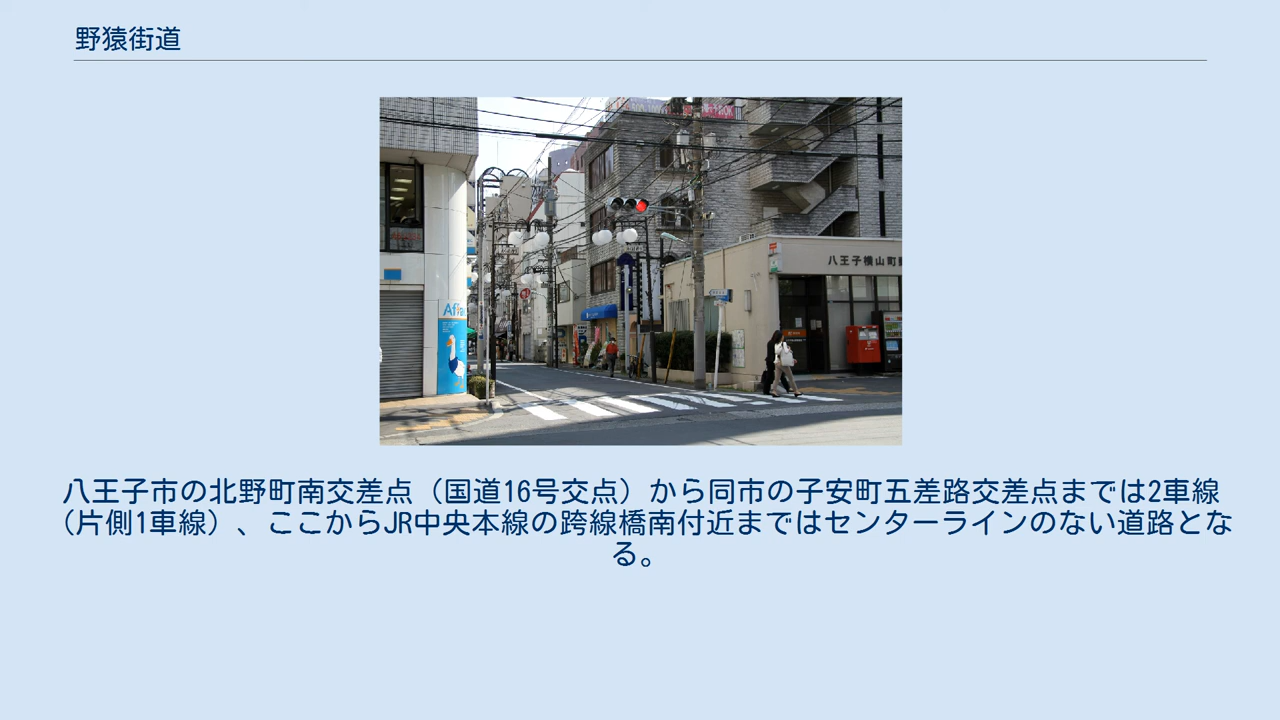 野猿街道
八王子横山町
Af
八王子市の北野町南交差点（国道16号交点）から同市の子安町五差路交差点までは2車線
（片側1車線）、ここからJR中央本線の跨線橋南付近まではセンターラインのない道路とな
る。